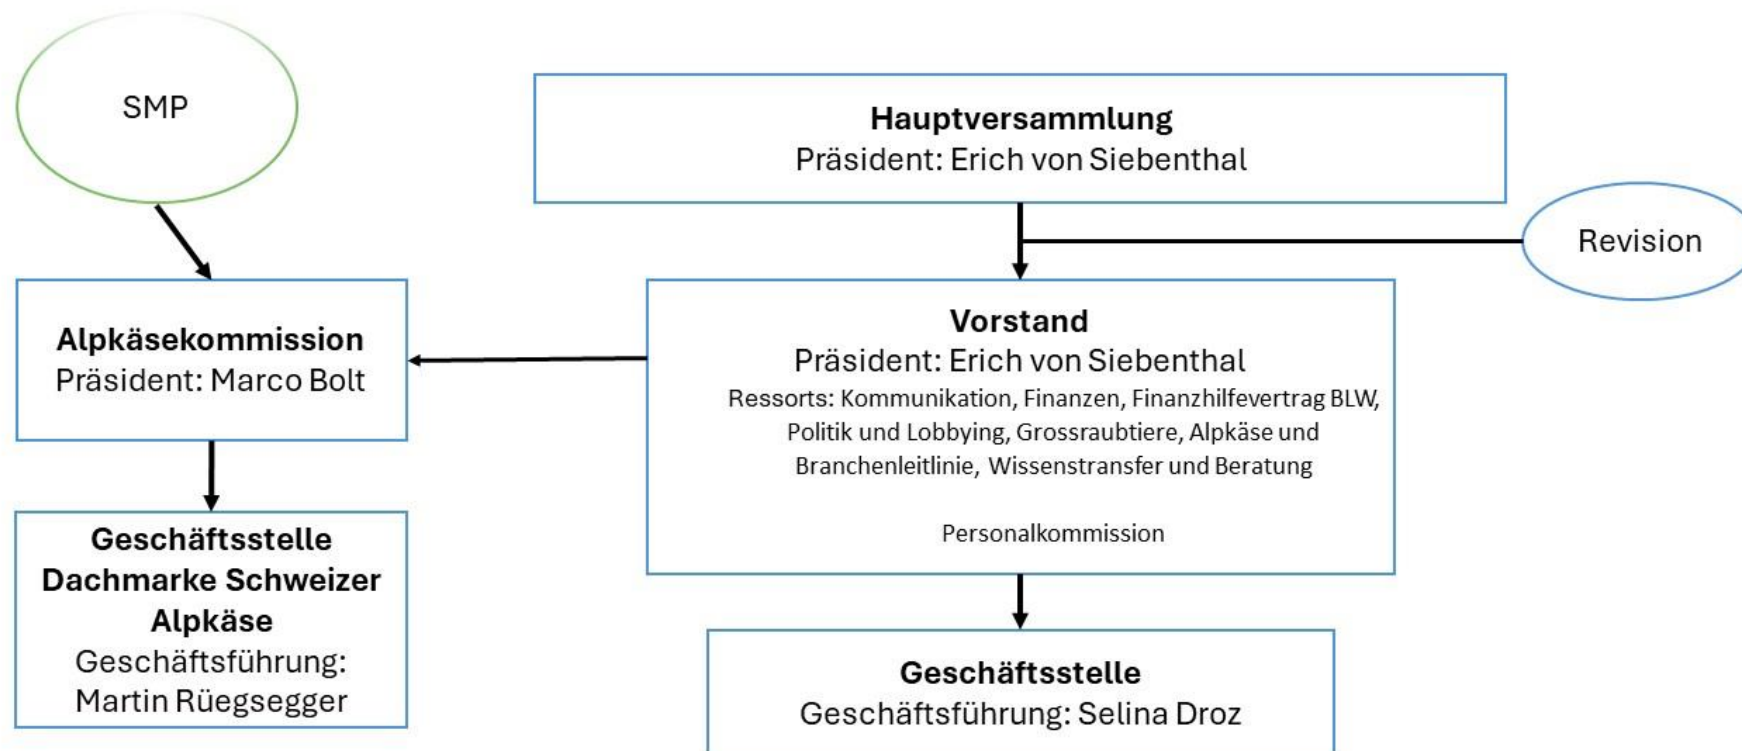 SMP
Hauptversammlung
Präsident: Erich von Siebenthal
Revision
Alpkäsekommission
Präsident: Marco Bolt
Vorstand
Präsident: Erich von Siebenthal
Ressorts: Kommunikation, Finanzen, Finanzhilfevertrag BLW,
Politik und Lobbying, Grossraubtiere, Alpkäse und
Branchenleitlinie, Wissenstransfer und Beratung
Personalkommission
Geschäftsstelle
Dachmarke Schweizer
Alpkäse
Geschäftsführung:
Martin Rüegsegger
Geschäftsstelle
Geschäftsführung: Selina Droz